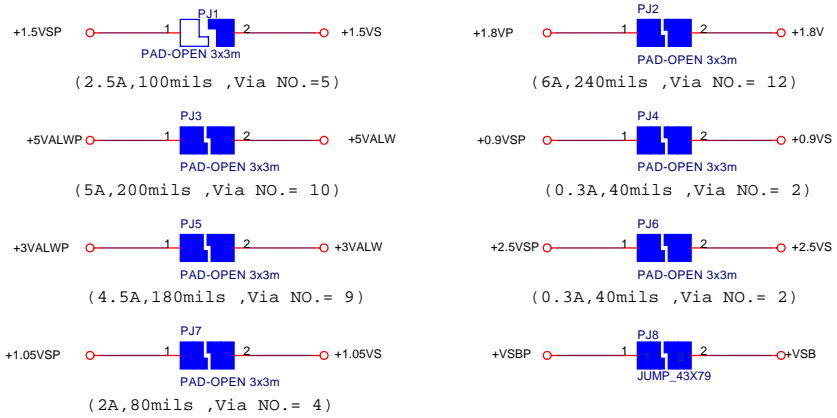 PJ1
+1.5VSP 1 2 +1.5VS
PAD-OPEN 3x3m
(2.5A,100mils ,Via NO.=5)
PJ2
+1.8VP 1 2 +1.8V
PAD-OPEN 3x3m
(6A,240mils ,Via NO.= 12)
PJ3
+5VALWP 1 2 +5VALW
PAD-OPEN 3x3m
(5A,200mils ,Via NO.= 10)
PJ4
+0.9VSP 1 2 +0.9VS
PAD-OPEN 3x3m
(0.3A,40mils ,Via NO.= 2)
PJ5
+3VALWP 1 2 +3VALW
PAD-OPEN 3x3m
(4.5A,180mils ,Via NO.= 9)
PJ6
+2.5VSP 1 2 +2.5VS
PAD-OPEN 3x3m
(0.3A,40mils ,Via NO.= 2)
PJ7
+1.05VSP 1 2 +1.05VS
PAD-OPEN 3x3m
(2A,80mils ,Via NO.= 4)
PJ8
+VSBP 1 1 2 2 +VSB
JUMP_43X79